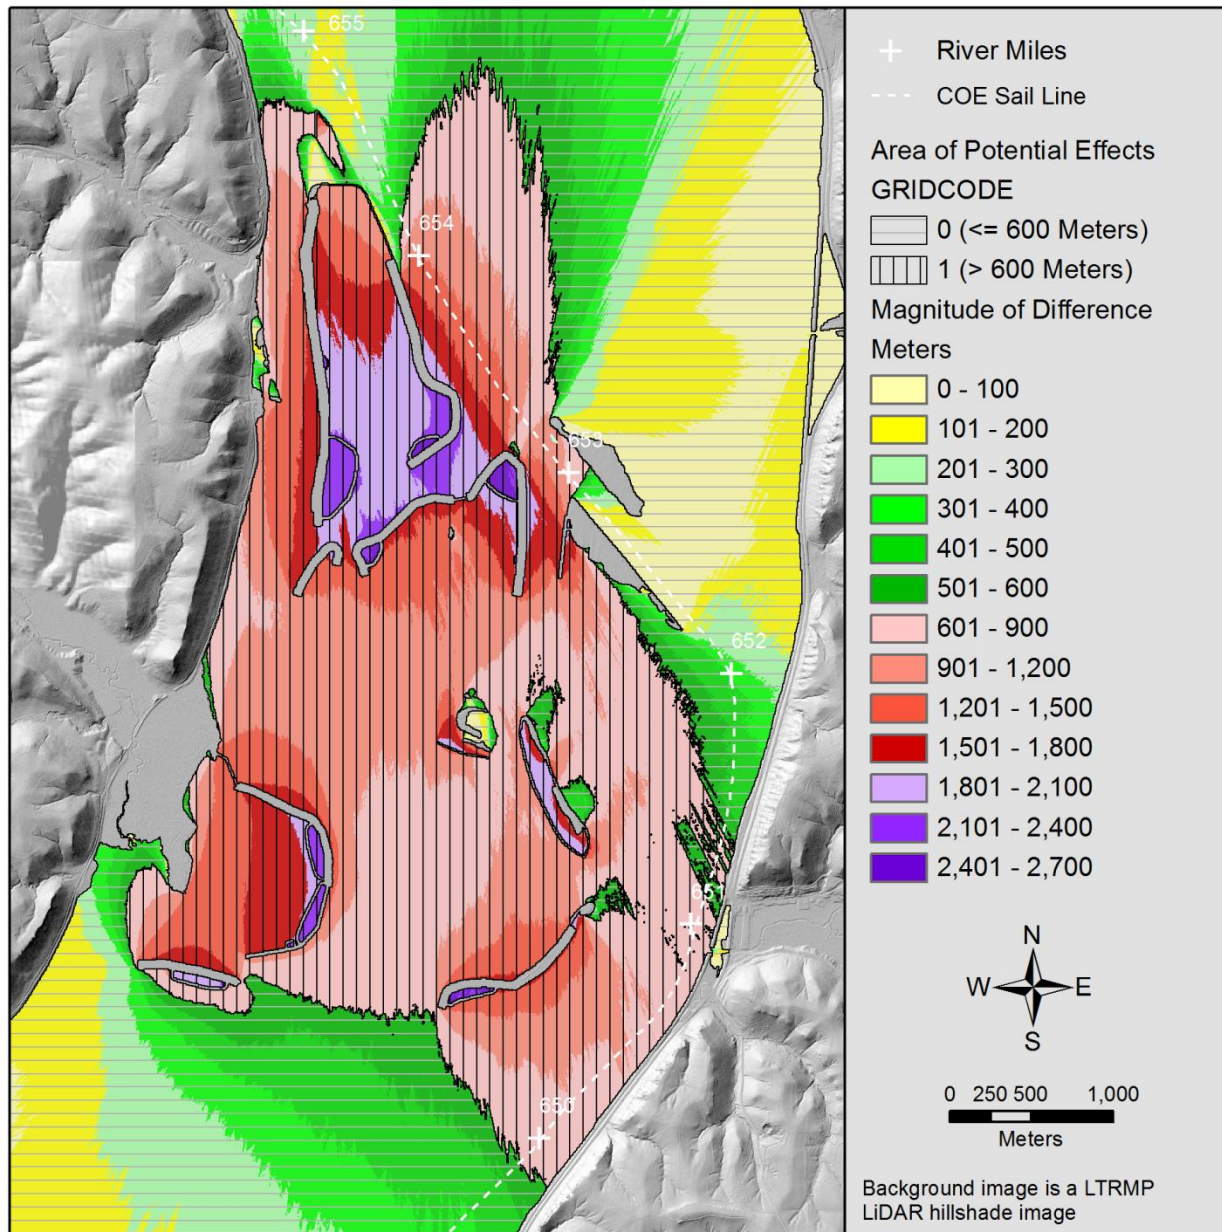 655
654
653
652
651
650
River Miles
COE Sail Line
Area of Potential Effects
GRIDCODE
0 (<= 600 Meters)
1 (> 600 Meters)
Magnitude of Difference
Meters
0 - 100
101 - 200
201 - 300
301 - 400
401 - 500
501 - 600
601 - 900
901 - 1,200
1,201 - 1,500
1,501 - 1,800
1,801 - 2,100
2,101 - 2,400
2,401 - 2,700
N
W E
S
0 250 500 1,000
Meters
Background image is a LTRMP
LiDAR hillshade image